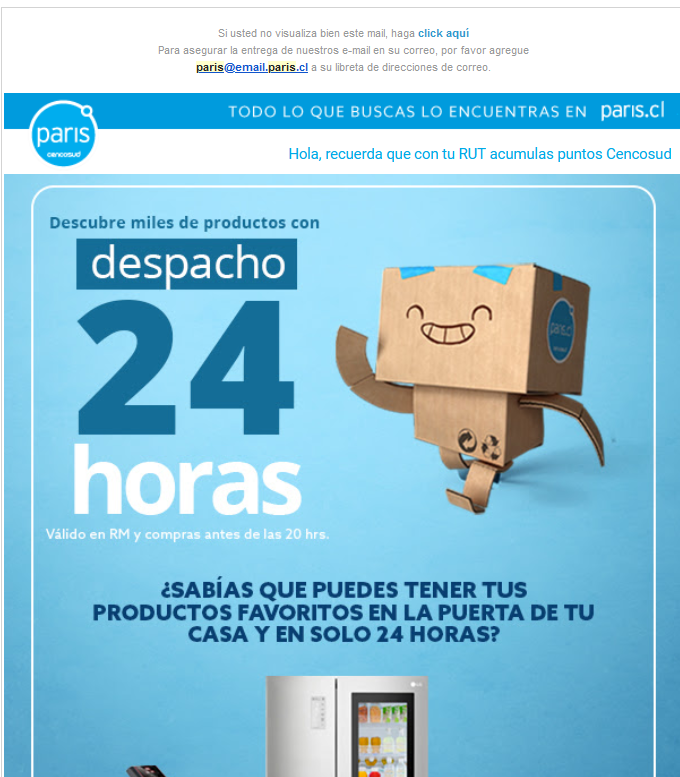 Si usted no visualiza bien este mail, haga click aquí
Para asegurar la entrega de nuestros e-mail en su correo, por favor agregue
paris@email.paris.cl a su libreta de direcciones de correo.
TODO LO QUE BUSCAS LO ENCUENTRAS EN paris.cl
paris
cencosud
Hola, recuerda que con tu RUT acumulas puntos Cencosud
Descubre miles de productos con
despacho
24
horas
Válido en RM y compras antes de las 20 hrs.
paris.cl
cencosud
¿SABÍAS QUE PUEDES TENER TUS
PRODUCTOS FAVORITOS EN LA PUERTA DE TU
CASA Y EN SOLO 24 HORAS?
LG